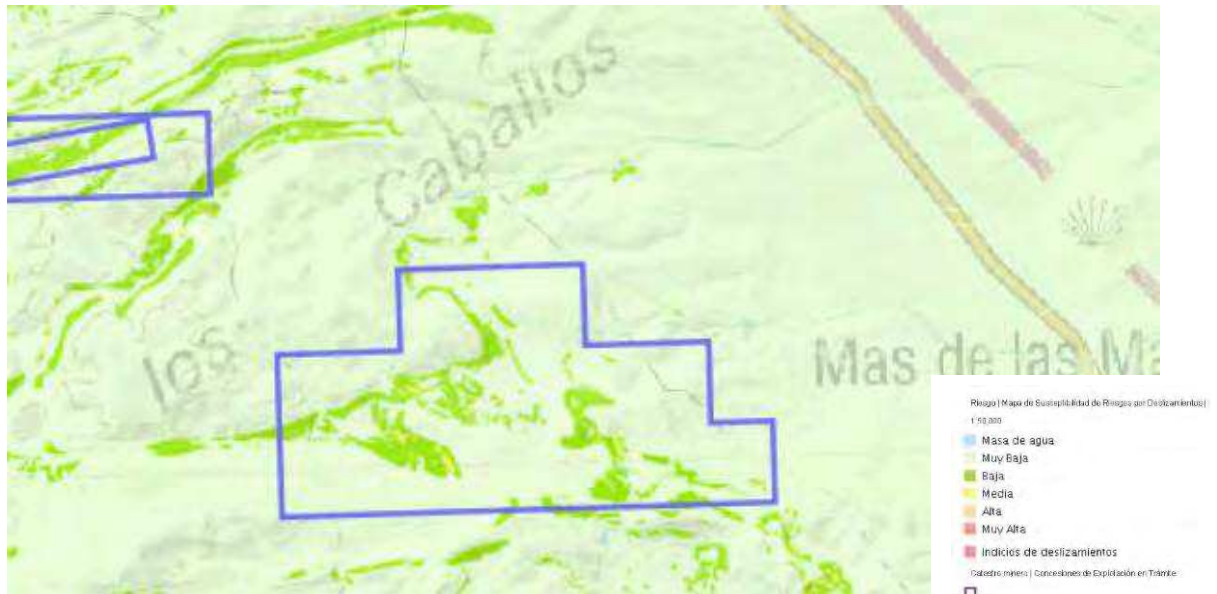 Caballos
los
Mas de las Ma
Riesgo | Mapa de Susceptibilidad de Riesgos por Deslizamientos |
1:50,000
Masa de agua
Muy Baja
Baja
Media
Alta
Muy Alta
Indicios de deslizamientos
Catastro minero | Concesiones de Explotación en Trámite